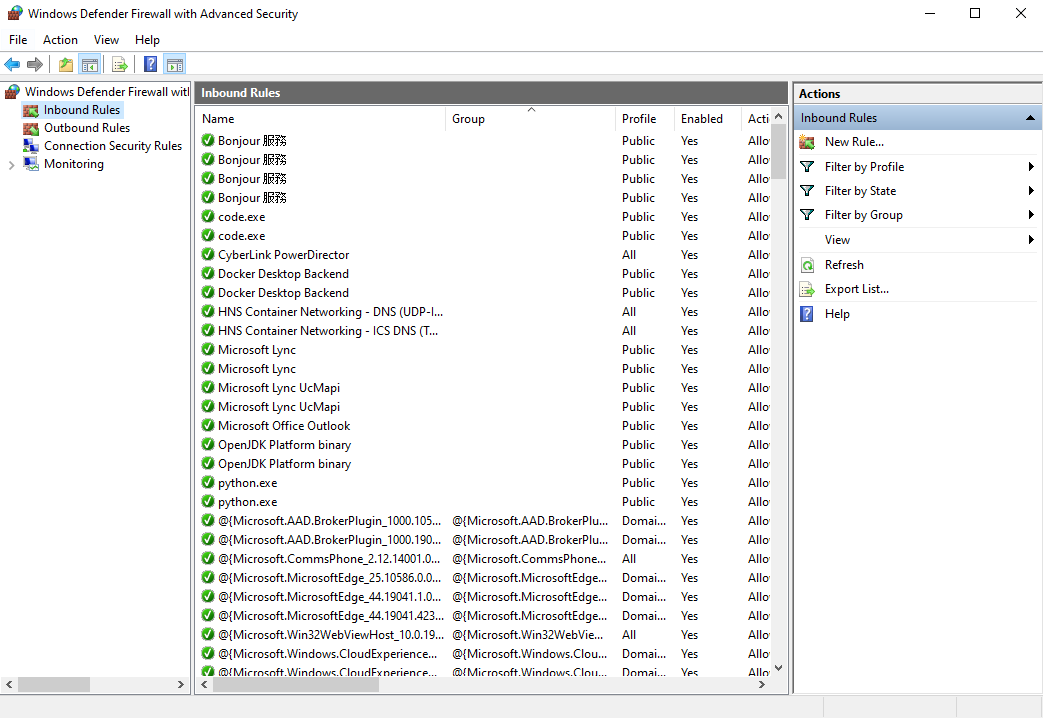 Windows Defender Firewall with Advanced Security
File Action View Help
Windows Defender Firewall with
Inbound Rules
Outbound Rules
Connection Security Rules
Monitoring
Inbound Rules
Name Group Profile Enabled Acti
Bonjour 服務 Public Yes Allo
Bonjour 服務 Public Yes Allo
Bonjour 服務 Public Yes Allo
Bonjour 服務 Public Yes Allo
code.exe Public Yes Allo
code.exe Public Yes Allo
CyberLink PowerDirector All Yes Allo
Docker Desktop Backend Public Yes Allo
Docker Desktop Backend Public Yes Allo
HNS Container Networking - DNS (UDP-I... All Yes Allo
HNS Container Networking - ICS DNS (T... All Yes Allo
Microsoft Lync Public Yes Allo
Microsoft Lync Public Yes Allo
Microsoft Lync UcMapi Public Yes Allo
Microsoft Lync UcMapi Public Yes Allo
Microsoft Office Outlook Public Yes Allo
OpenJDK Platform binary Public Yes Allo
OpenJDK Platform binary Public Yes Allo
python.exe Public Yes Allo
python.exe Public Yes Allo
@{Microsoft.AAD.BrokerPlugin_1000.105... @{Microsoft.AAD.BrokerPlu... Domai... Yes Allo
@{Microsoft.AAD.BrokerPlugin_1000.190... @{Microsoft.AAD.BrokerPlu... Domai... Yes Allo
@{Microsoft.CommsPhone_2.12.14001.0... @{Microsoft.CommsPhone... All Yes Allo
@{Microsoft.MicrosoftEdge_25.10586.0.0... @{Microsoft.MicrosoftEdge... Domai... Yes Allo
@{Microsoft.MicrosoftEdge_44.19041.1.0... @{Microsoft.MicrosoftEdge... Domai... Yes Allo
@{Microsoft.MicrosoftEdge_44.19041.423... @{Microsoft.MicrosoftEdge... Domai... Yes Allo
@{Microsoft.Win32WebViewHost_10.0.19... @{Microsoft.Win32WebVie... All Yes Allo
@{Microsoft.Windows.CloudExperience... @{Microsoft.Windows.Clou... Domai... Yes Allo
@{Microsoft.Windows.CloudExperience... @{Microsoft.Windows.Clou... Domai... Yes Allo
Actions
Inbound Rules
New Rule...
Filter by Profile
Filter by State
Filter by Group
View
Refresh
Export List...
Help